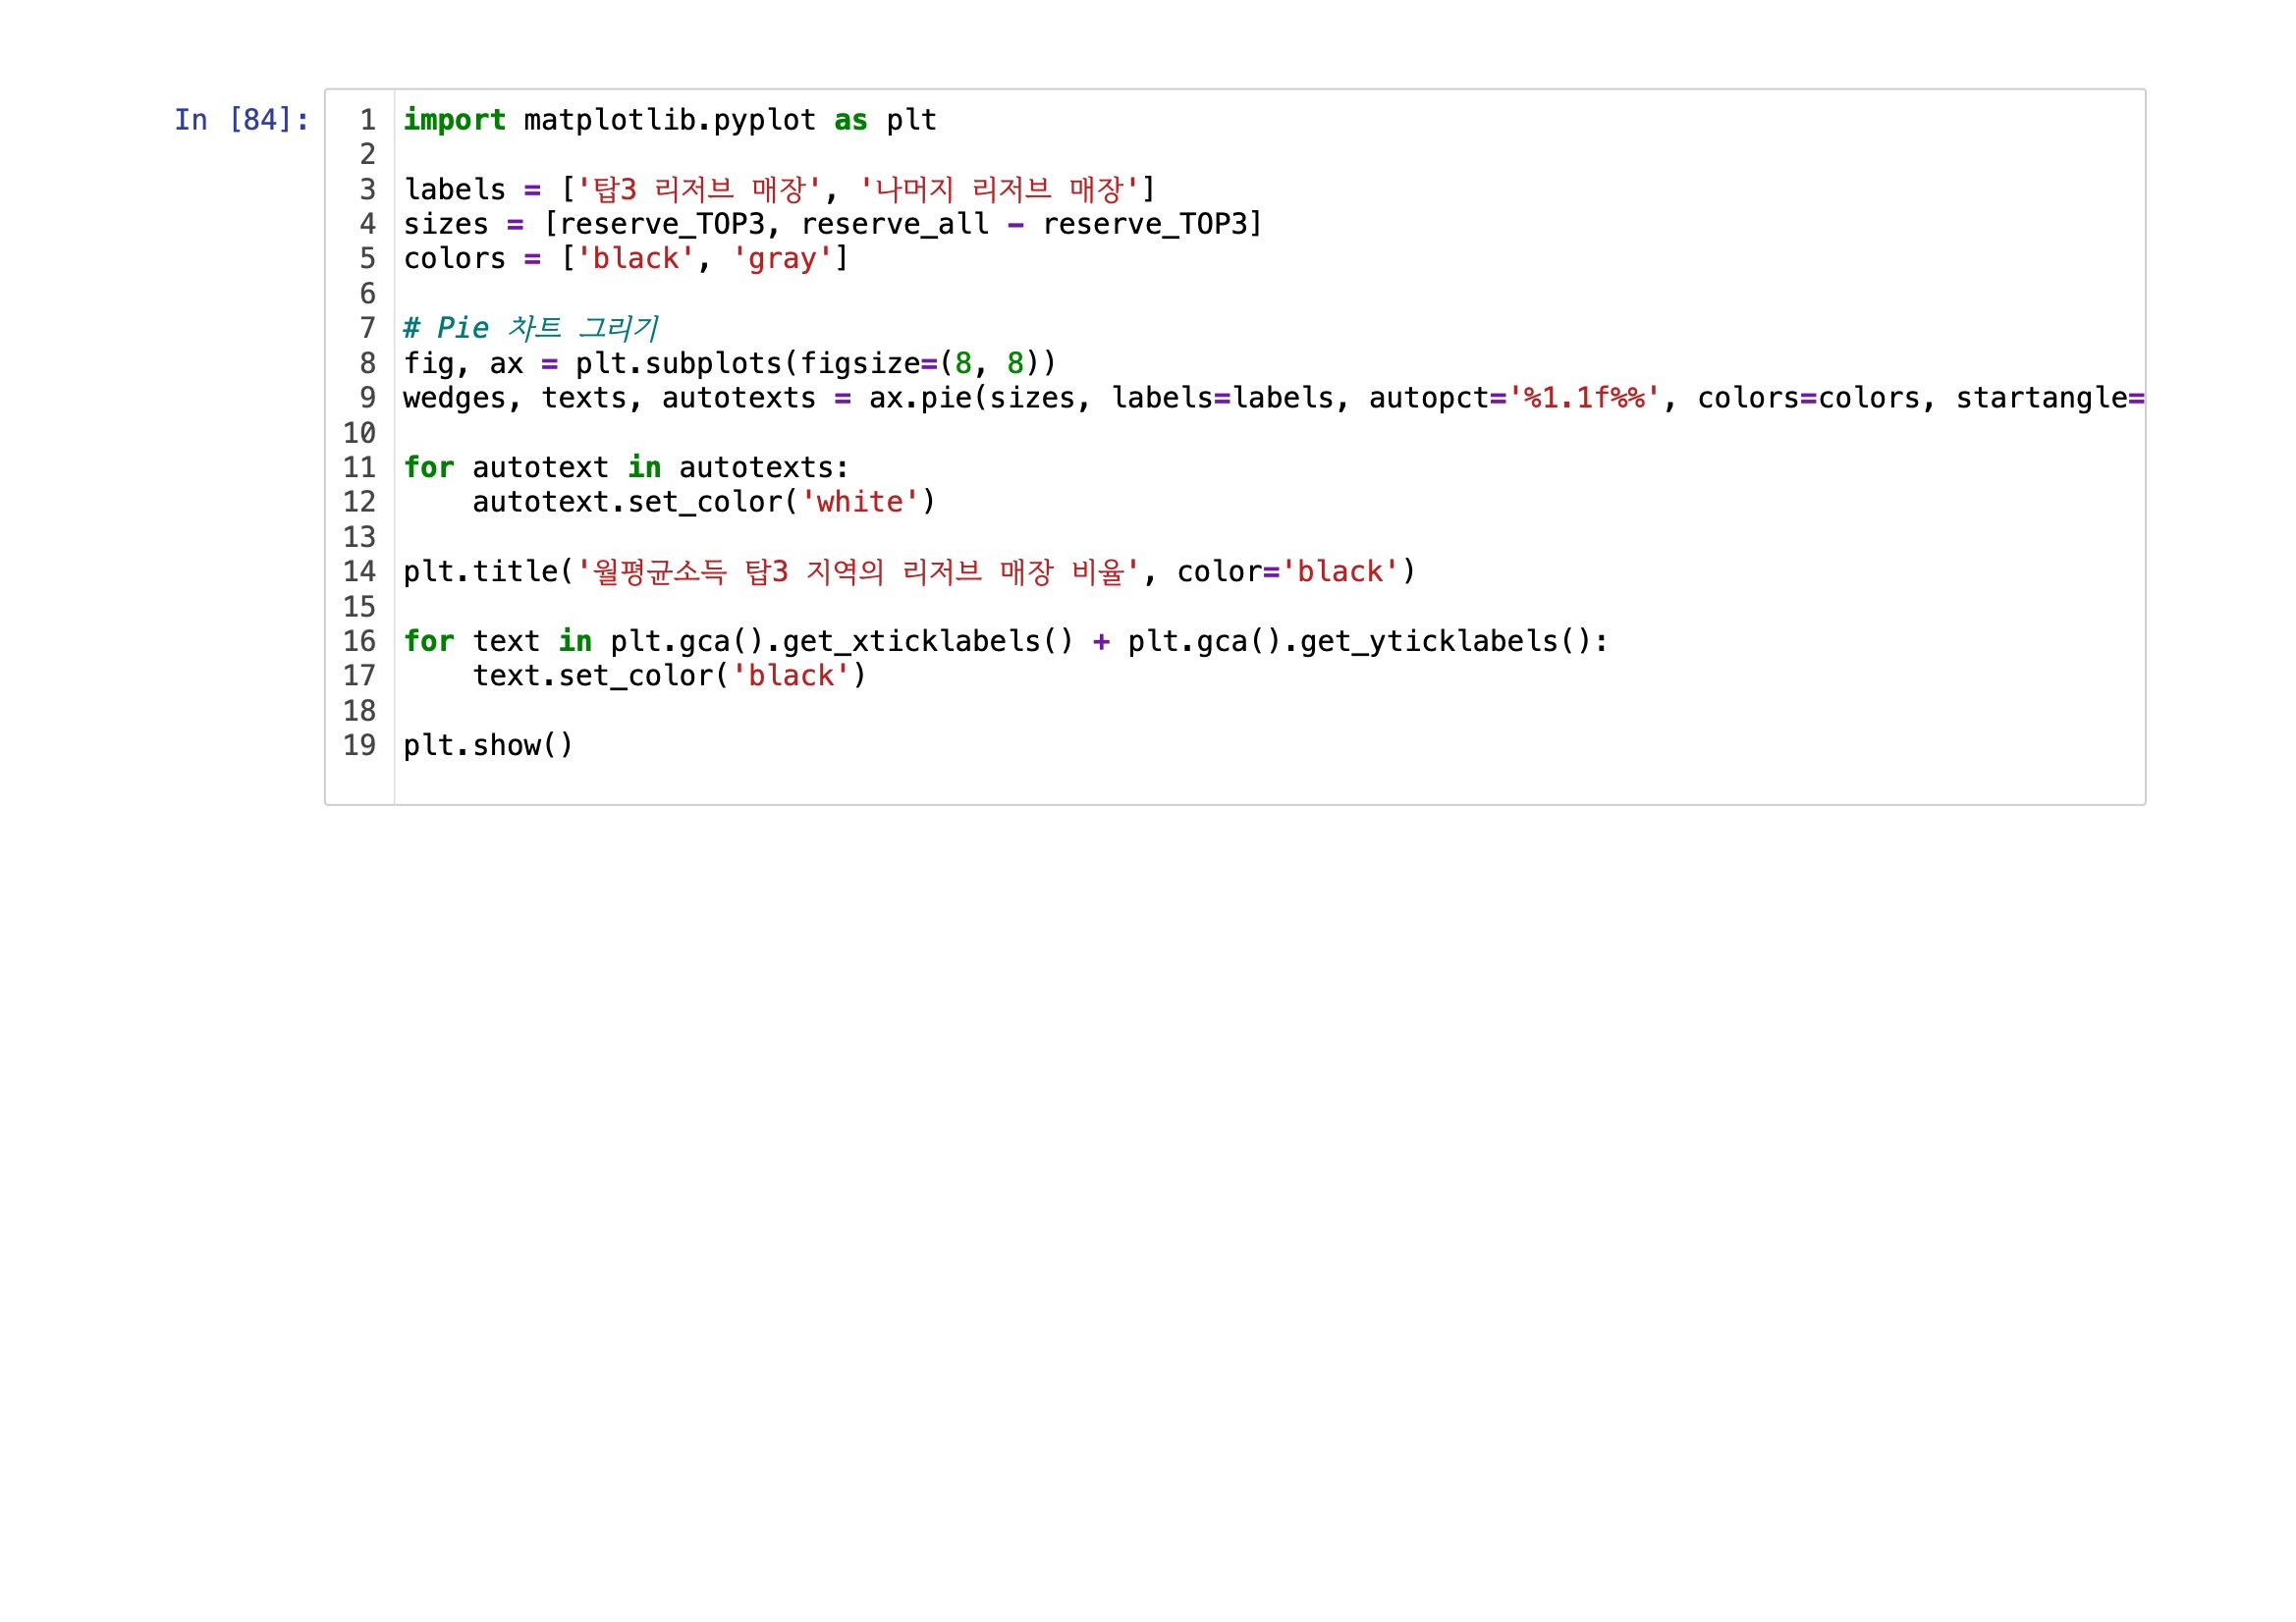 In [84]:
1 import matplotlib.pyplot as plt
2
3 labels = ['탑3 리저브 매장', '나머지 리저브 매장']
4 sizes = [reserve_TOP3, reserve_all - reserve_TOP3]
5 colors = ['black', 'gray']
6
7 # Pie 차트 그리기
8 fig, ax = plt.subplots(figsize=(8, 8))
9 wedges, texts, autotexts = ax.pie(sizes, labels=labels, autopct='%1.1f%%', colors=colors, startangle=
10
11 for autotext in autotexts:
12     autotext.set_color('white')
13
14 plt.title('월평균소득 탑3 지역의 리저브 매장 비율', color='black')
15
16 for text in plt.gca().get_xticklabels() + plt.gca().get_yticklabels():
17     text.set_color('black')
18
19 plt.show()